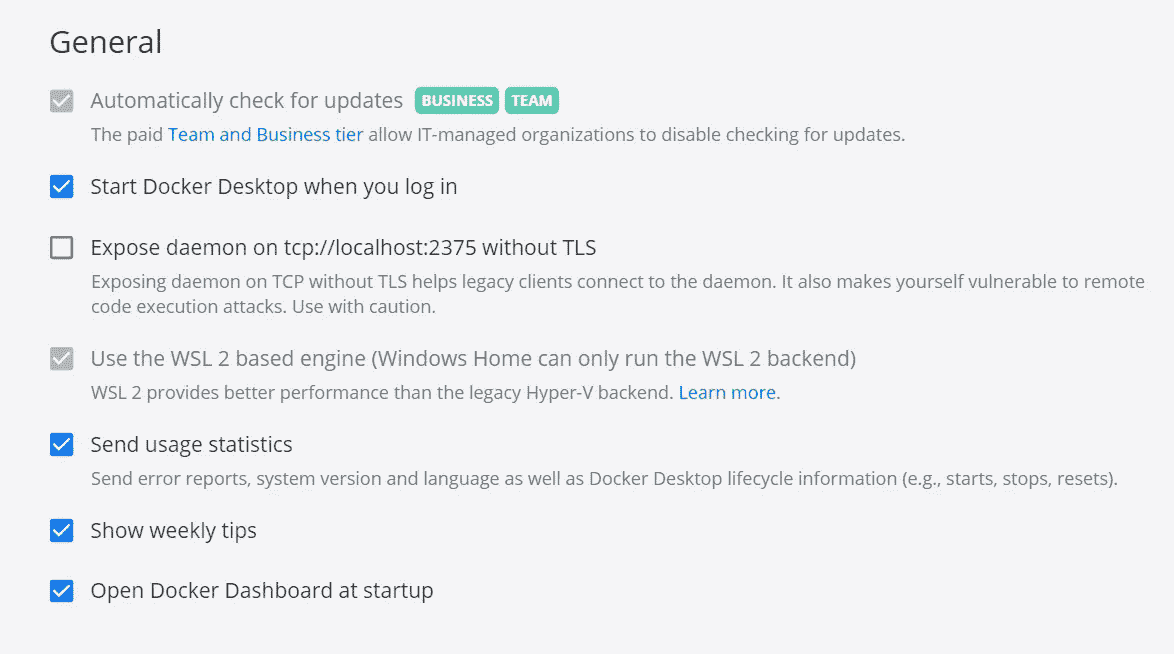 General
Automatically check for updates BUSINESS TEAM
The paid Team and Business tier allow IT-managed organizations to disable checking for updates.
Start Docker Desktop when you log in
Expose daemon on tcp://localhost:2375 without TLS
Exposing daemon on TCP without TLS helps legacy clients connect to the daemon. It also makes yourself vulnerable to remote
code execution attacks. Use with caution.
Use the WSL 2 based engine (Windows Home can only run the WSL 2 backend)
WSL 2 provides better performance than the legacy Hyper-V backend. Learn more.
Send usage statistics
Send error reports, system version and language as well as Docker Desktop lifecycle information (e.g., starts, stops, resets).
Show weekly tips
Open Docker Dashboard at startup